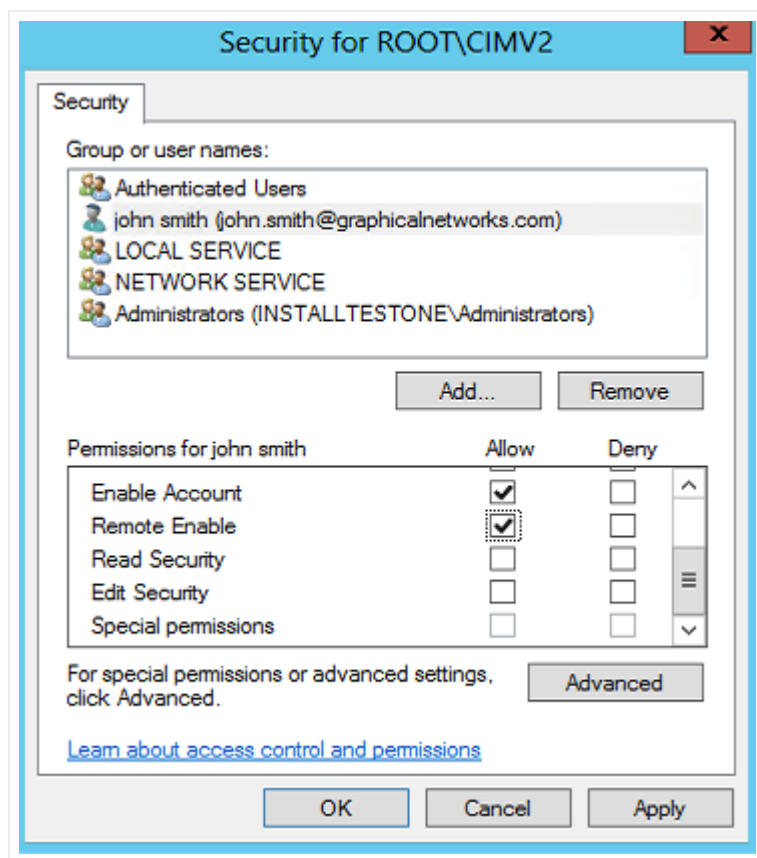 Security for ROOT\CIMV2
x
Security
Group or user names:
Authenticated Users
john smith (john.smith@graphicalnetworks.com)
LOCAL SERVICE
NETWORK SERVICE
Administrators (INSTALLTESTONE\Administrators)
Add... Remove
Permissions for john smith Allow Deny
Enable Account
Remote Enable
Read Security
Edit Security
Special permissions
For special permissions or advanced settings,
click Advanced.
Advanced
Learn about access control and permissions
OK Cancel Apply